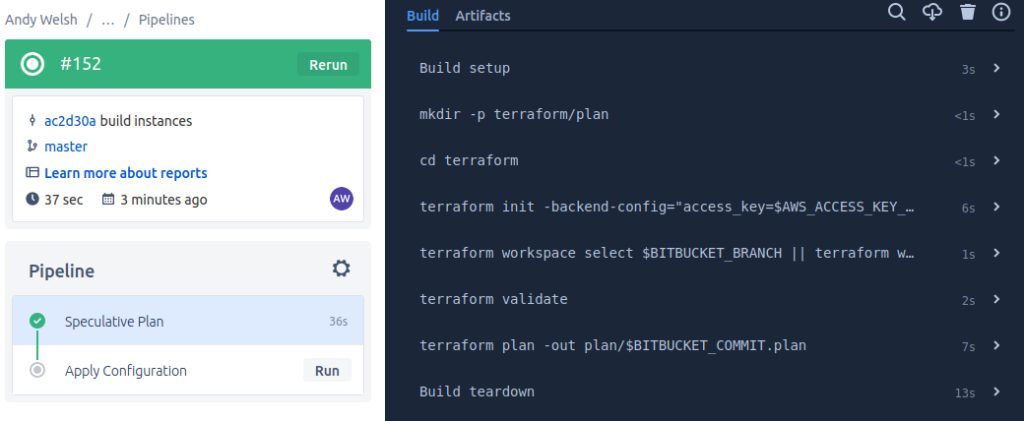 Andy Welsh / ... / Pipelines
#152 Rerun
ac2d30a build instances
master
Learn more about reports
37 sec 3 minutes ago AW
Pipeline
Speculative Plan 36s
Apply Configuration Run
Build Artifacts
Build setup 3s
mkdir -p terraform/plan <1s
cd terraform <1s
terraform init -backend-config="access_key=$AWS_ACCESS_KEY_… 6s
terraform workspace select $BITBUCKET_BRANCH || terraform w… 1s
terraform validate 2s
terraform plan -out plan/$BITBUCKET_COMMIT.plan 7s
Build teardown 13s